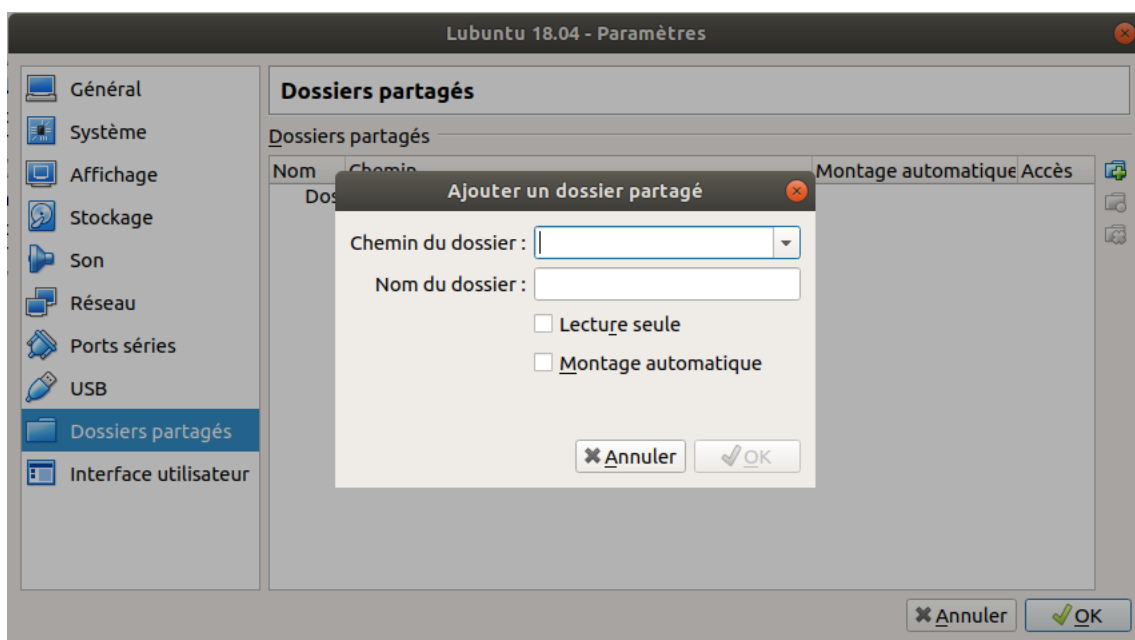 Lubuntu 18.04 - Paramètres
Général
Système
Affichage
Stockage
Son
Réseau
Ports séries
USB
Dossiers partagés
Interface utilisateur
Dossiers partagés
Dossiers partagés
Nom Chemin Montage automatique Accès
Dos
Ajouter un dossier partagé
Chemin du dossier :
Nom du dossier :
Lecture seule
Montage automatique
Annuler OK
Annuler OK